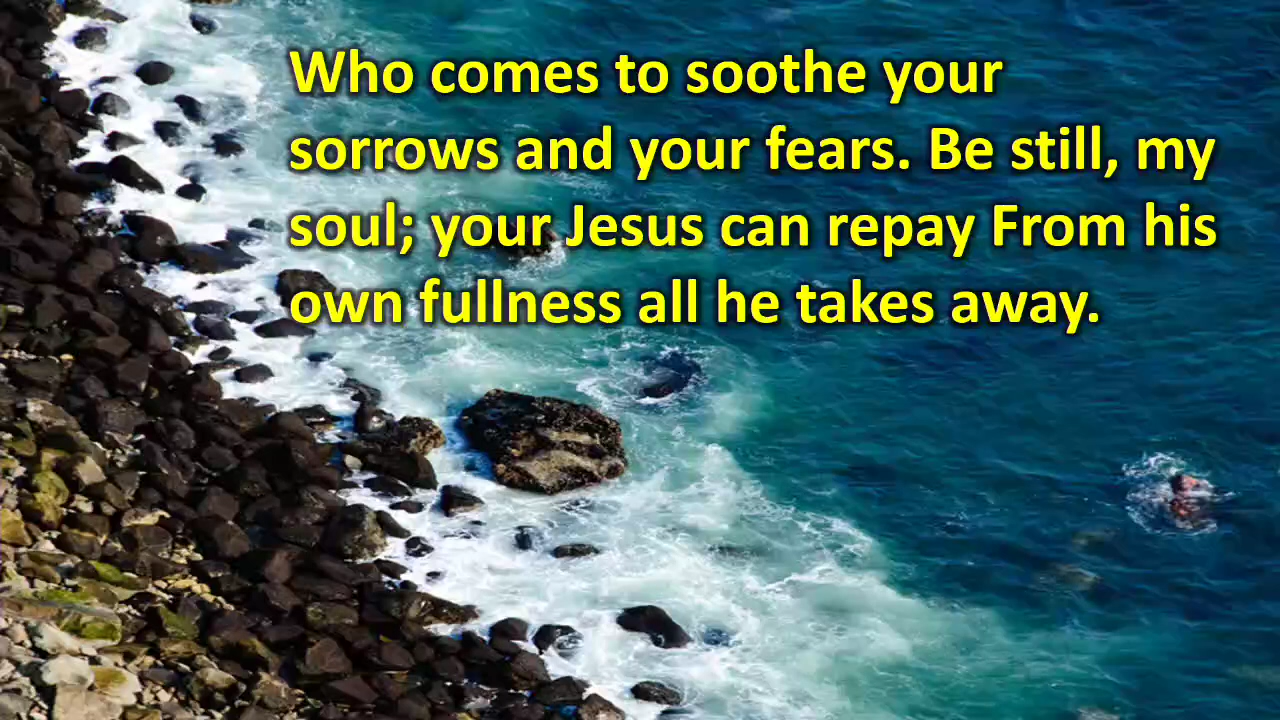 Who comes to soothe your
sorrows and your fears. Be still, my
soul; your Jesus can repay From his
own fullness all he takes away.